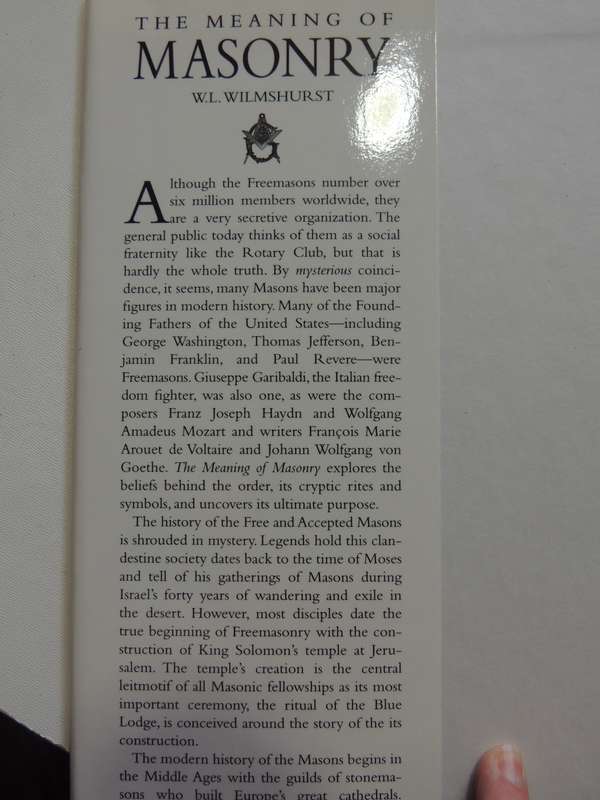 THE MEANING OF
MASONRY
W.L. WILMSHURST
Although the Freemasons number over
six million members worldwide, they
are a very secretive organization. The
general public today thinks of them as a social
fraternity like the Rotary Club, but that is
hardly the whole truth. By mysterious coinci-
dence, it seems, many Masons have been major
figures in modern history. Many of the Found-
ing Fathers of the United States—including
George Washington, Thomas Jefferson, Ben-
jamin Franklin, and Paul Revere—were
Freemasons. Giuseppe Garibaldi, the Italian free-
dom fighter, was also one, as were the com-
posers Franz Joseph Haydn and Wolfgang
Amadeus Mozart and writers François Marie
Arouet de Voltaire and Johann Wolfgang von
Goethe. The Meaning of Masonry explores the
beliefs behind the order, its cryptic rites and
symbols, and uncovers its ultimate purpose.
The history of the Free and Accepted Masons
is shrouded in mystery. Legends hold this clan-
destine society dates back to the time of Moses
and tell of his gatherings of Masons during
Israel's forty years of wandering and exile in
the desert. However, most disciples date the
true beginning of Freemasonry with the con-
struction of King Solomon's temple at Jeru-
salem. The temple's creation is the central
leitmotif of all Masonic fellowships as its most
important ceremony, the ritual of the Blue
Lodge, is conceived around the story of the its
construction.
The modern history of the Masons begins in
the Middle Ages with the guilds of stonema-
sons who built Europe's great cathedrals.